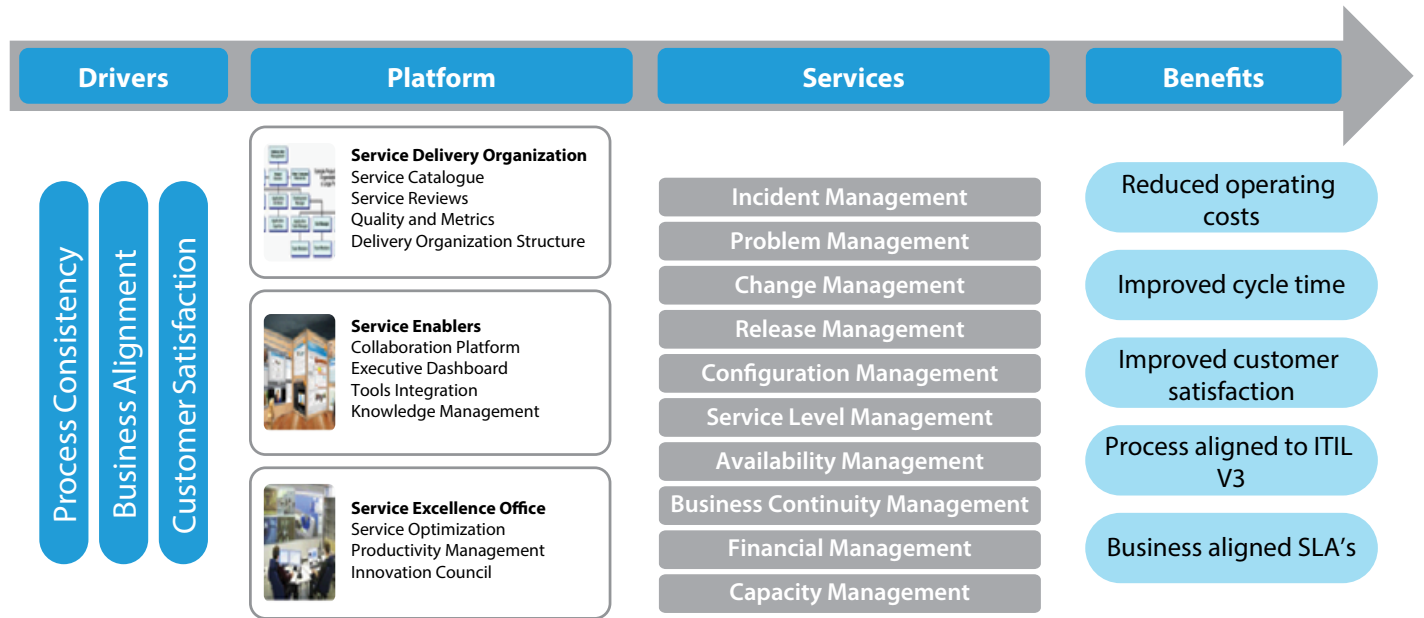 Drivers
Platform
Services
Benefits
Process Consistency
Business Alignment
Customer Satisfaction
Service Delivery Organization
Service Catalogue
Service Reviews
Quality and Metrics
Delivery Organization Structure
Service Enablers
Collaboration Platform
Executive Dashboard
Tools Integration
Knowledge Management
Service Excellence Office
Service Optimization
Productivity Management
Innovation Council
Incident Management
Problem Management
Change Management
Release Management
Configuration Management
Service Level Management
Availability Management
Business Continuity Management
Financial Management
Capacity Management
Reduced operating
costs
Improved cycle time
Improved customer
satisfaction
Process aligned to ITIL
V3
Business aligned SLA's